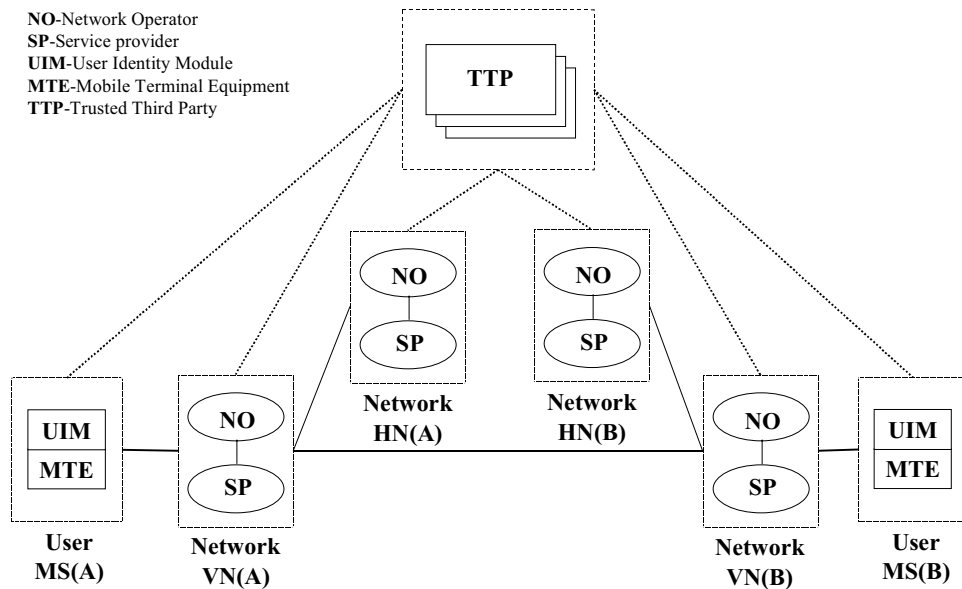 NO-Network Operator
SP-Service provider
UIM-User Identity Module
MTE-Mobile Terminal Equipment
TTP-Trusted Third Party
TTP
NO
SP
Network
HN(A)
NO
SP
Network
HN(B)
UIM
MTE
User
MS(A)
NO
SP
Network
VN(A)
NO
SP
Network
VN(B)
UIM
MTE
User
MS(B)